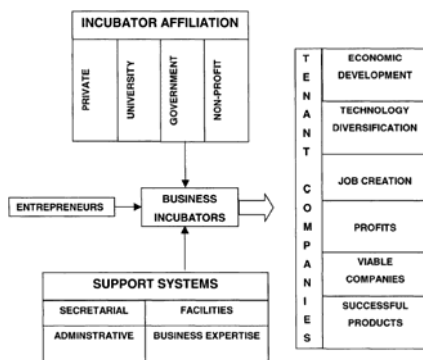 INCUBATOR AFFILIATION
PRIVATE
UNIVERSITY
GOVERNMENT
NON-PROFIT
ENTREPRENEURS
BUSINESS
INCUBATORS
SUPPORT SYSTEMS
SECRETARIAL
FACILITIES
ADMINSTRATIVE
BUSINESS EXPERTISE
TENANT COMPANIES
ECONOMIC
DEVELOPMENT
TECHNOLOGY
DIVERSIFICATION
JOB CREATION
PROFITS
VIABLE
COMPANIES
SUCCESSFUL
PRODUCTS